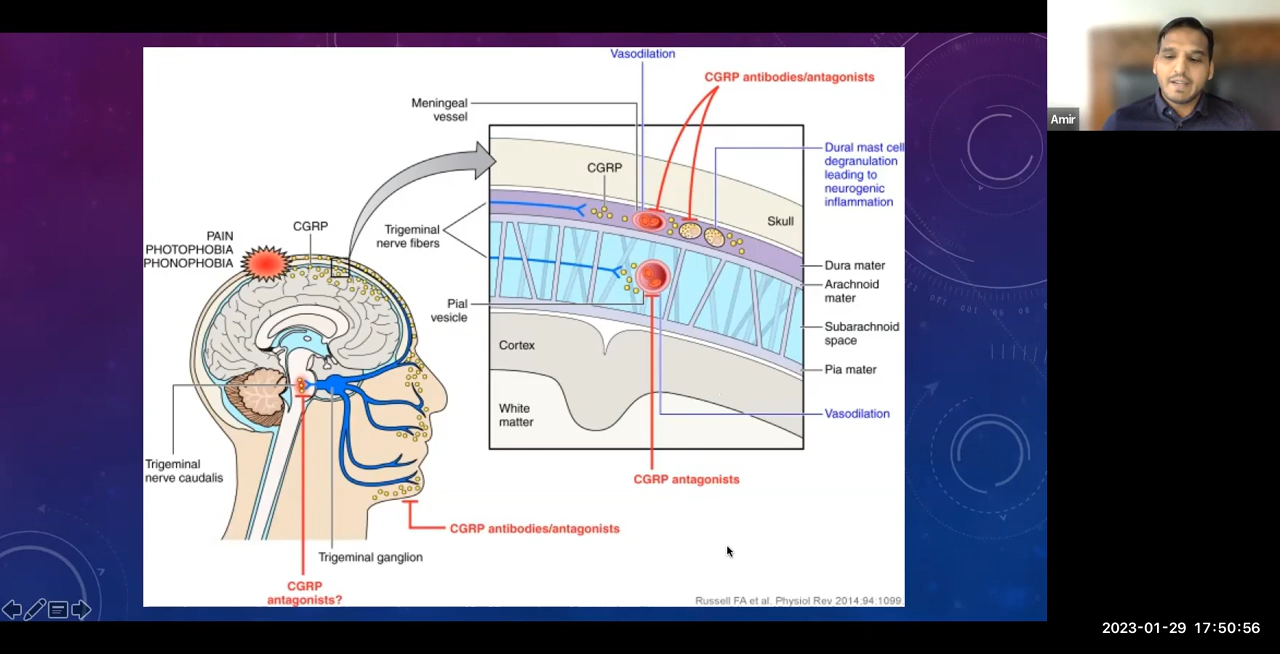 Vasodilation
CGRP antibodies/antagonists
Meningeal
vessel
Dural mast cell
degranulation
leading to
neurogenic
inflammation
CGRP
Skull
Trigeminal
nerve fibers
CGRP
PAIN
PHOTOPHOBIA
PHONOPHOBIA
Dura mater
Arachnoid
mater
Pial
vesicle
Subarachnoid
space
Cortex
Pia mater
White
matter
Vasodilation
Trigeminal
nerve caudalis
CGRP antagonists
CGRP antibodies/antagonists
Trigeminal ganglion
CGRP
antagonists?
Russell FA et al. Physiol Rev 2014;94:1099
Amir
2023-01-29 17:50:56